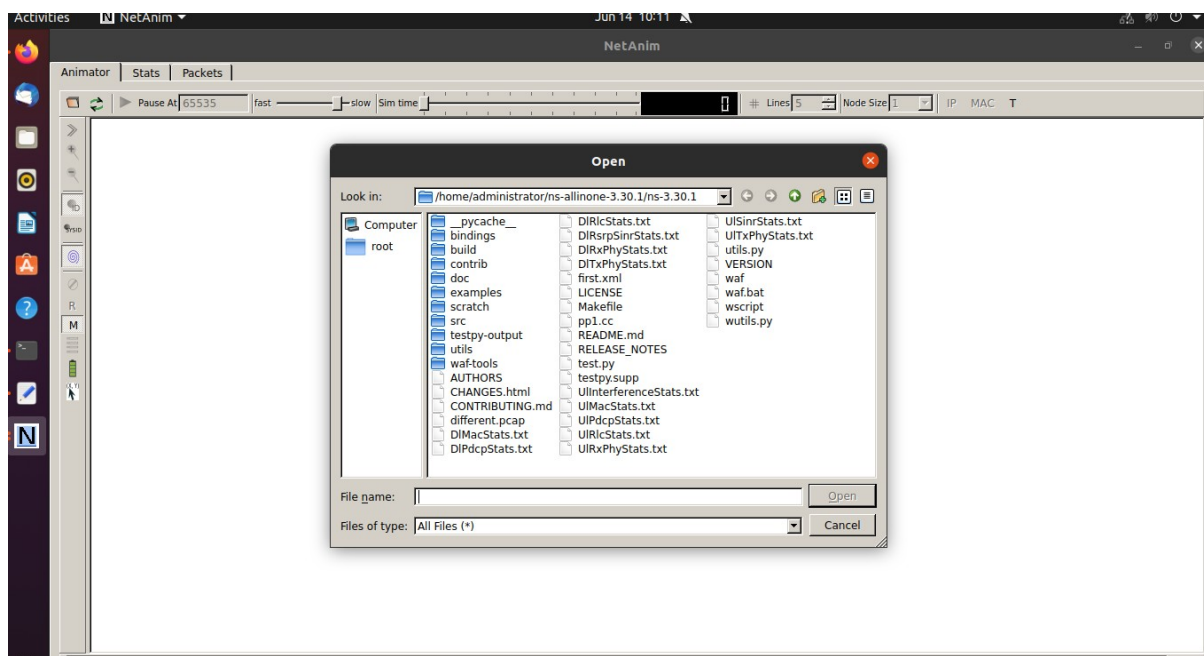 Activities NetAnim Jun 14 10:11
NetAnim
Animator Stats Packets
Pause At 65535 fast slow Sim time 0 # Lines 5 Node Size 1 IP MAC T
Open
Look in: /home/administrator/ns-allinone-3.30.1/ns-3.30.1
Computer
root
__pycache__
bindings
build
contrib
doc
examples
scratch
src
testpy-output
utils
waf-tools
AUTHORS
CHANGES.html
CONTRIBUTING.md
different.pcap
DlMacStats.txt
DlPdcpStats.txt
DlRlcStats.txt
DlRsrpSinrStats.txt
DlRxPhyStats.txt
DlTxPhyStats.txt
first.xml
LICENSE
Makefile
pp1.cc
README.md
RELEASE_NOTES
test.py
testpy.supp
UlInterferenceStats.txt
UlMacStats.txt
UlPdcpStats.txt
UlRlcStats.txt
UlRxPhyStats.txt
UlSinrStats.txt
UlTxPhyStats.txt
utils.py
VERSION
waf
waf.bat
wscript
wutils.py
R
M
File name: Open
Files of type: All Files (*) Cancel